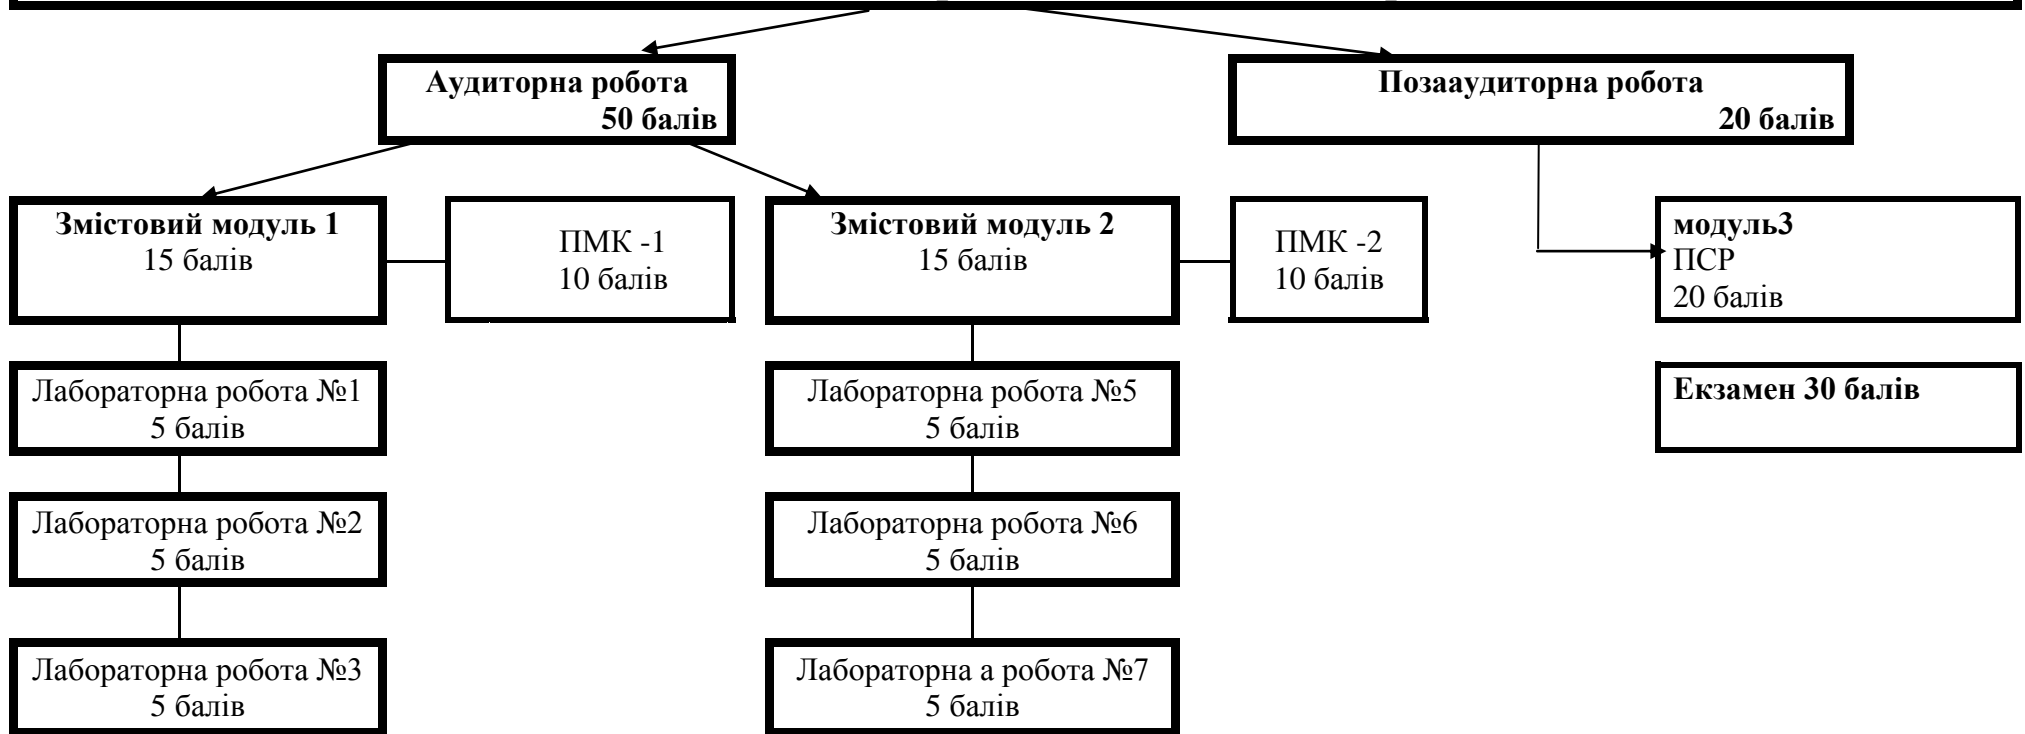 Аудиторна робота
50 балів
Позааудиторна робота
20 балів
Змістовий модуль 1
15 балів
ПМК -1
10 балів
Змістовий модуль 2
15 балів
ПМК -2
10 балів
модуль3
ПСР
20 балів
Лабораторна робота №1
5 балів
Лабораторна робота №5
5 балів
Екзамен 30 балів
Лабораторна робота №2
5 балів
Лабораторна робота №6
5 балів
Лабораторна робота №3
5 балів
Лабораторна а робота №7
5 балів